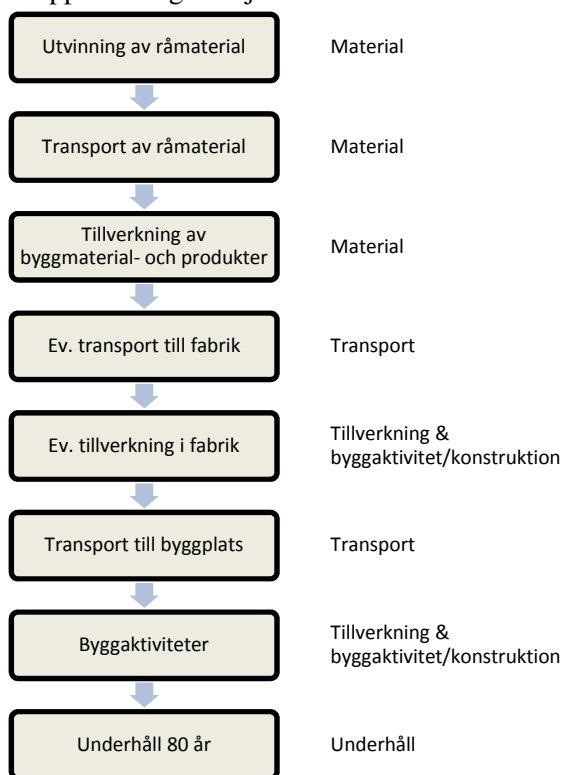 Utvinning av råmaterial
Material
Transport av råmaterial
Material
Tillverkning av
byggmaterial- och produkter
Material
Ev. transport till fabrik
Transport
Ev. tillverkning i fabrik
Tillverkning &
byggaktivitet/konstruktion
Transport till byggplats
Transport
Byggaktiviteter
Tillverkning &
byggaktivitet/konstruktion
Underhåll 80 år
Underhåll